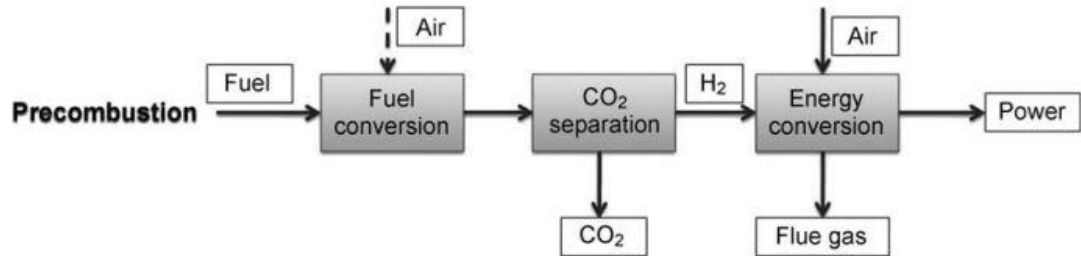 Air
Air
Fuel
H₂
Precombustion
Fuel
conversion
CO₂
separation
Energy
conversion
Power
CO₂
Flue gas